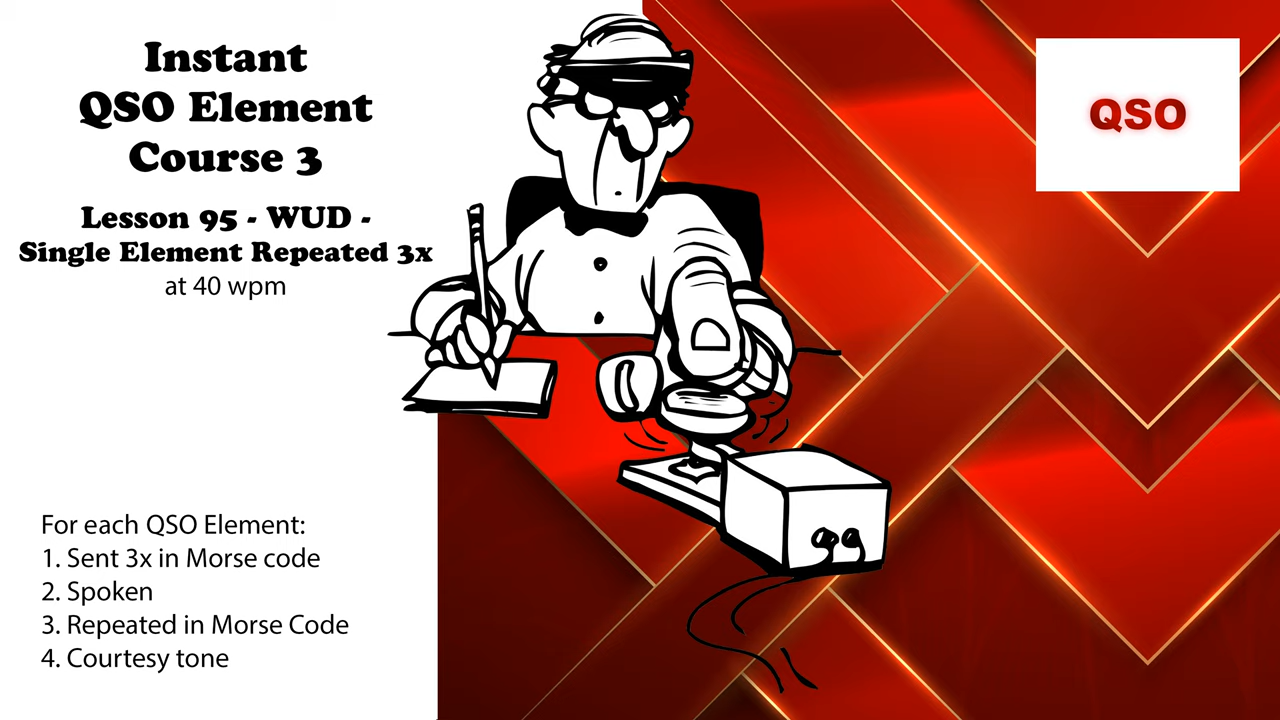 Instant
QSO Element
Course 3
Lesson 95 - WUD -
Single Element Repeated 3x
at 40 wpm
QSO
For each QSO Element:
1. Sent 3x in Morse code
2. Spoken
3. Repeated in Morse Code
4. Courtesy tone